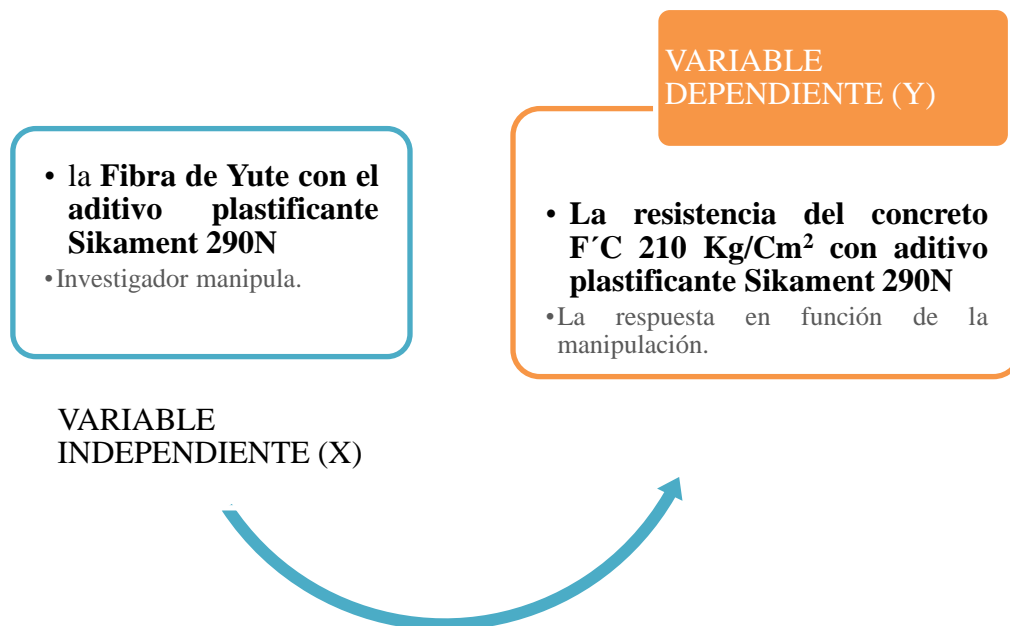 • la Fibra de Yute con el
aditivo plastificante
Sikament 290N
•Investigador manipula.
VARIABLE
INDEPENDIENTE (X)
VARIABLE
DEPENDIENTE (Y)
• La resistencia del concreto
F´C 210 Kg/Cm² con aditivo
plastificante Sikament 290N
•La respuesta en función de la
manipulación.